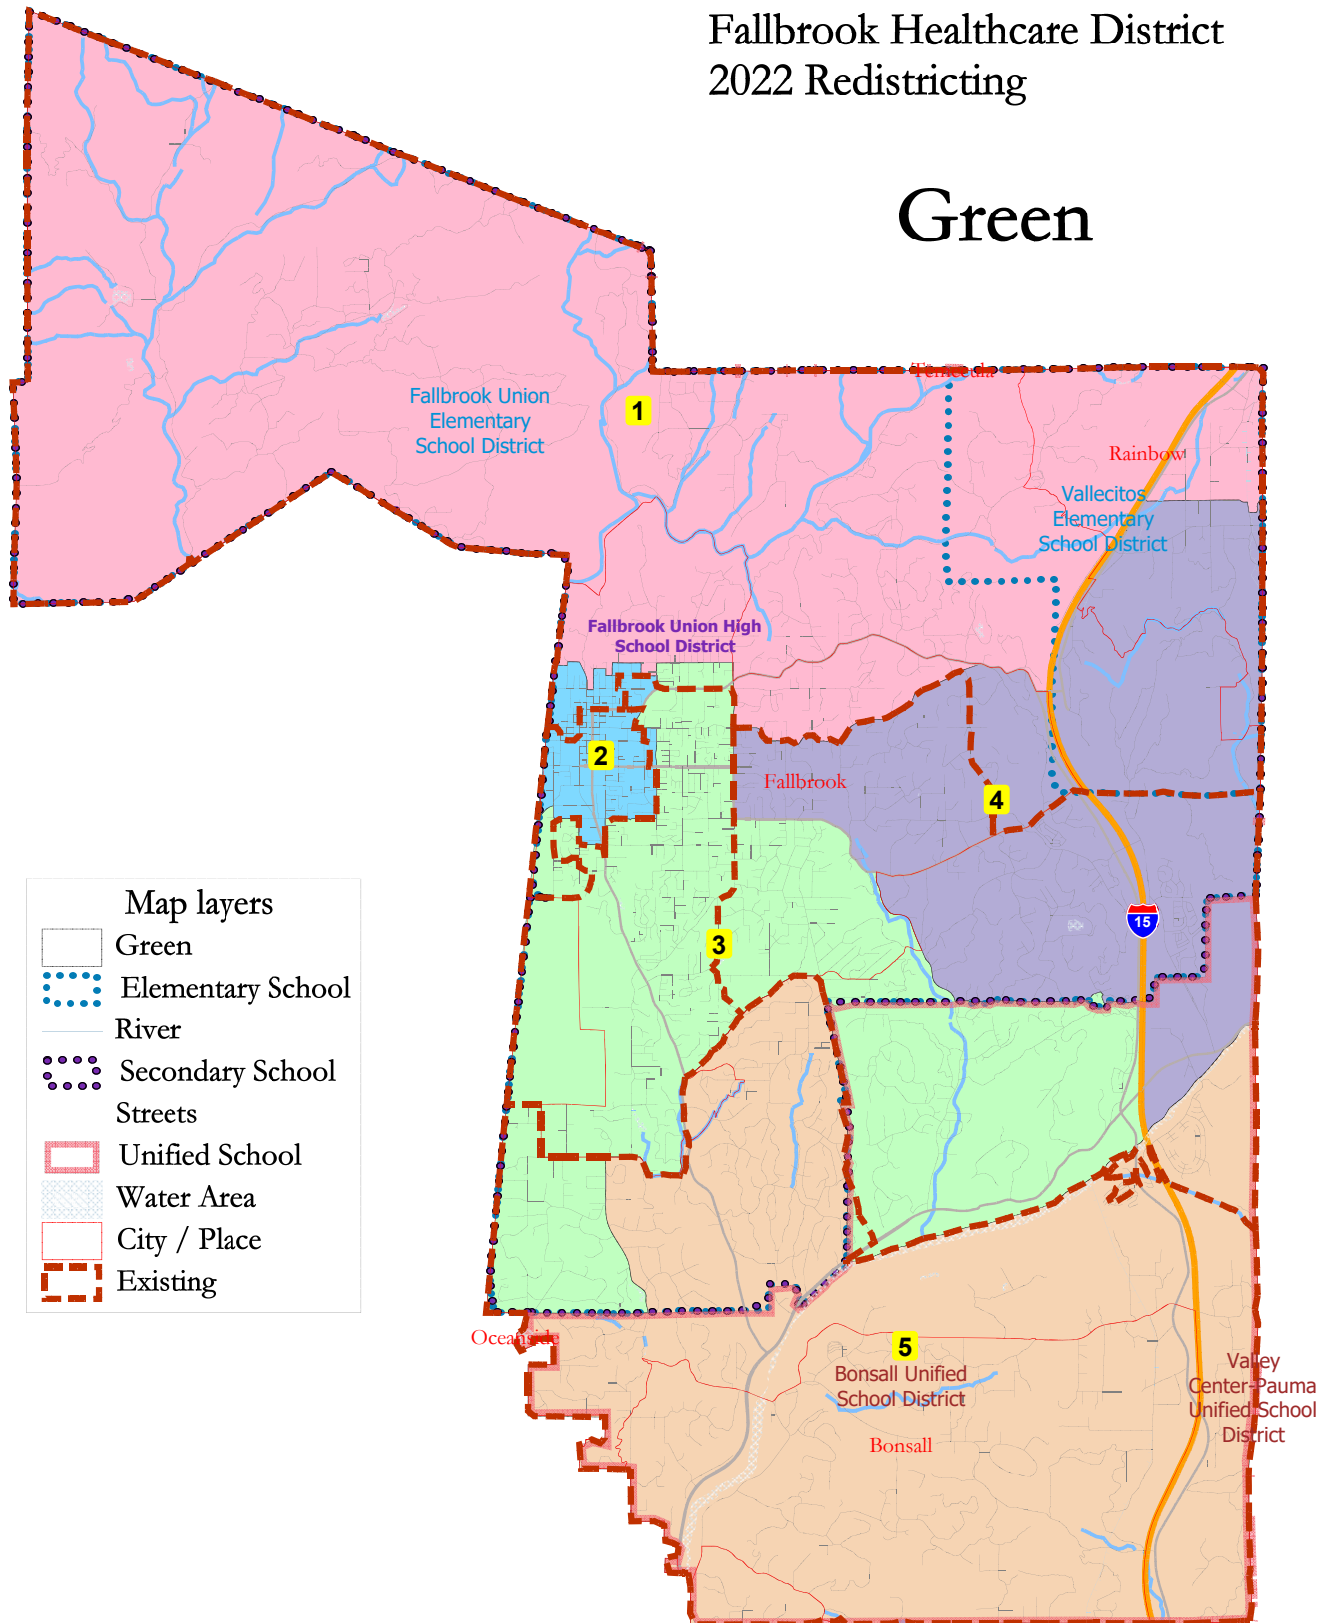 Fallbrook Healthcare District
2022 Redistricting
Green
Temecula
Fallbrook Union
Elementary
School District
1
Rainbow
Vallecitos
Elementary
School District
Fallbrook Union High
School District
2
Fallbrook
4
15
3
Map layers
Green
Elementary School
River
Secondary School
Streets
Unified School
Water Area
City / Place
Existing
Oceanside
5
Bonsall Unified
School District
Bonsall
Valley
Center-Pauma
Unified School
District